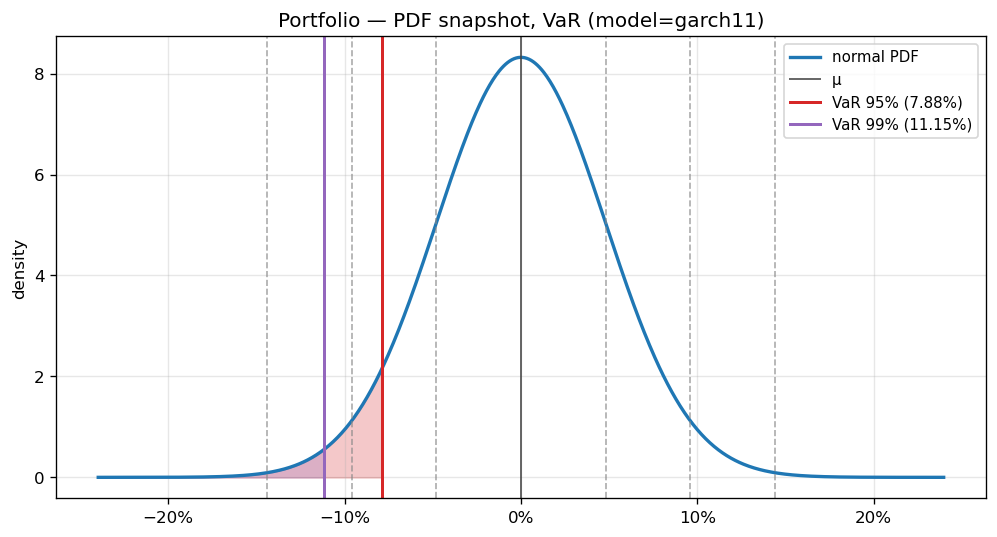 Portfolio — PDF snapshot, VaR (model=garch11)
normal PDF
μ
VaR 95% (7.88%)
VaR 99% (11.15%)
density
8
6
4
2
0
−20%
−10%
0%
10%
20%